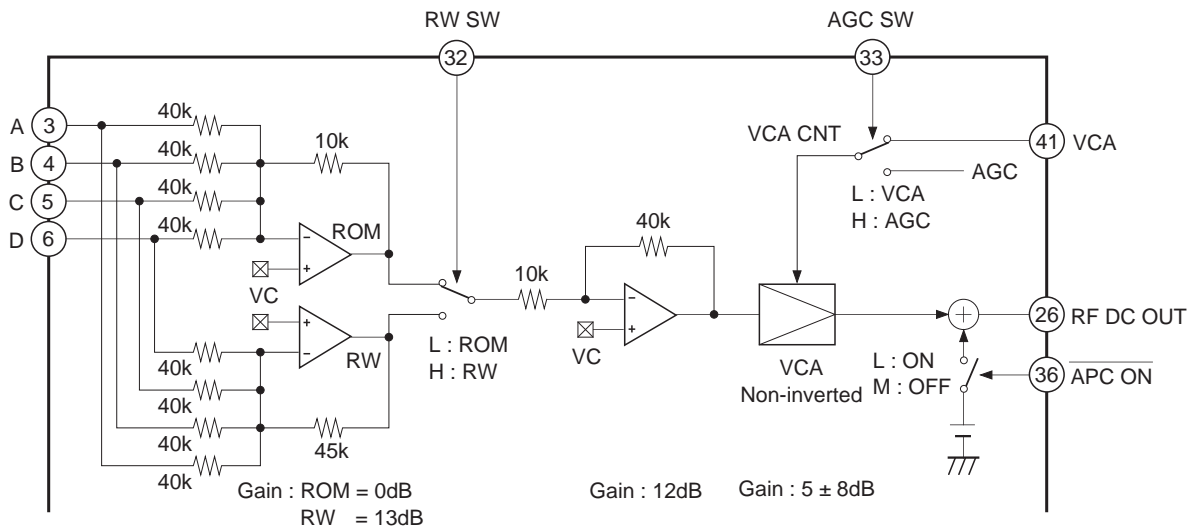 RW SW
AGC SW
32
33
A 3
B 4
C 5
D 6
40k
40k
40k
40k
10k
ROM
VC
RW
40k
40k
40k
40k
45k
L : ROM
H : RW
10k
40k
VC
VCA CNT
41 VCA
AGC
L : VCA
H : AGC
VCA
Non-inverted
26 RF DC OUT
L : ON
M : OFF
36 APC ON
Gain : ROM = 0dB
RW = 13dB
Gain : 12dB
Gain : 5 ± 8dB
− + + − − + +